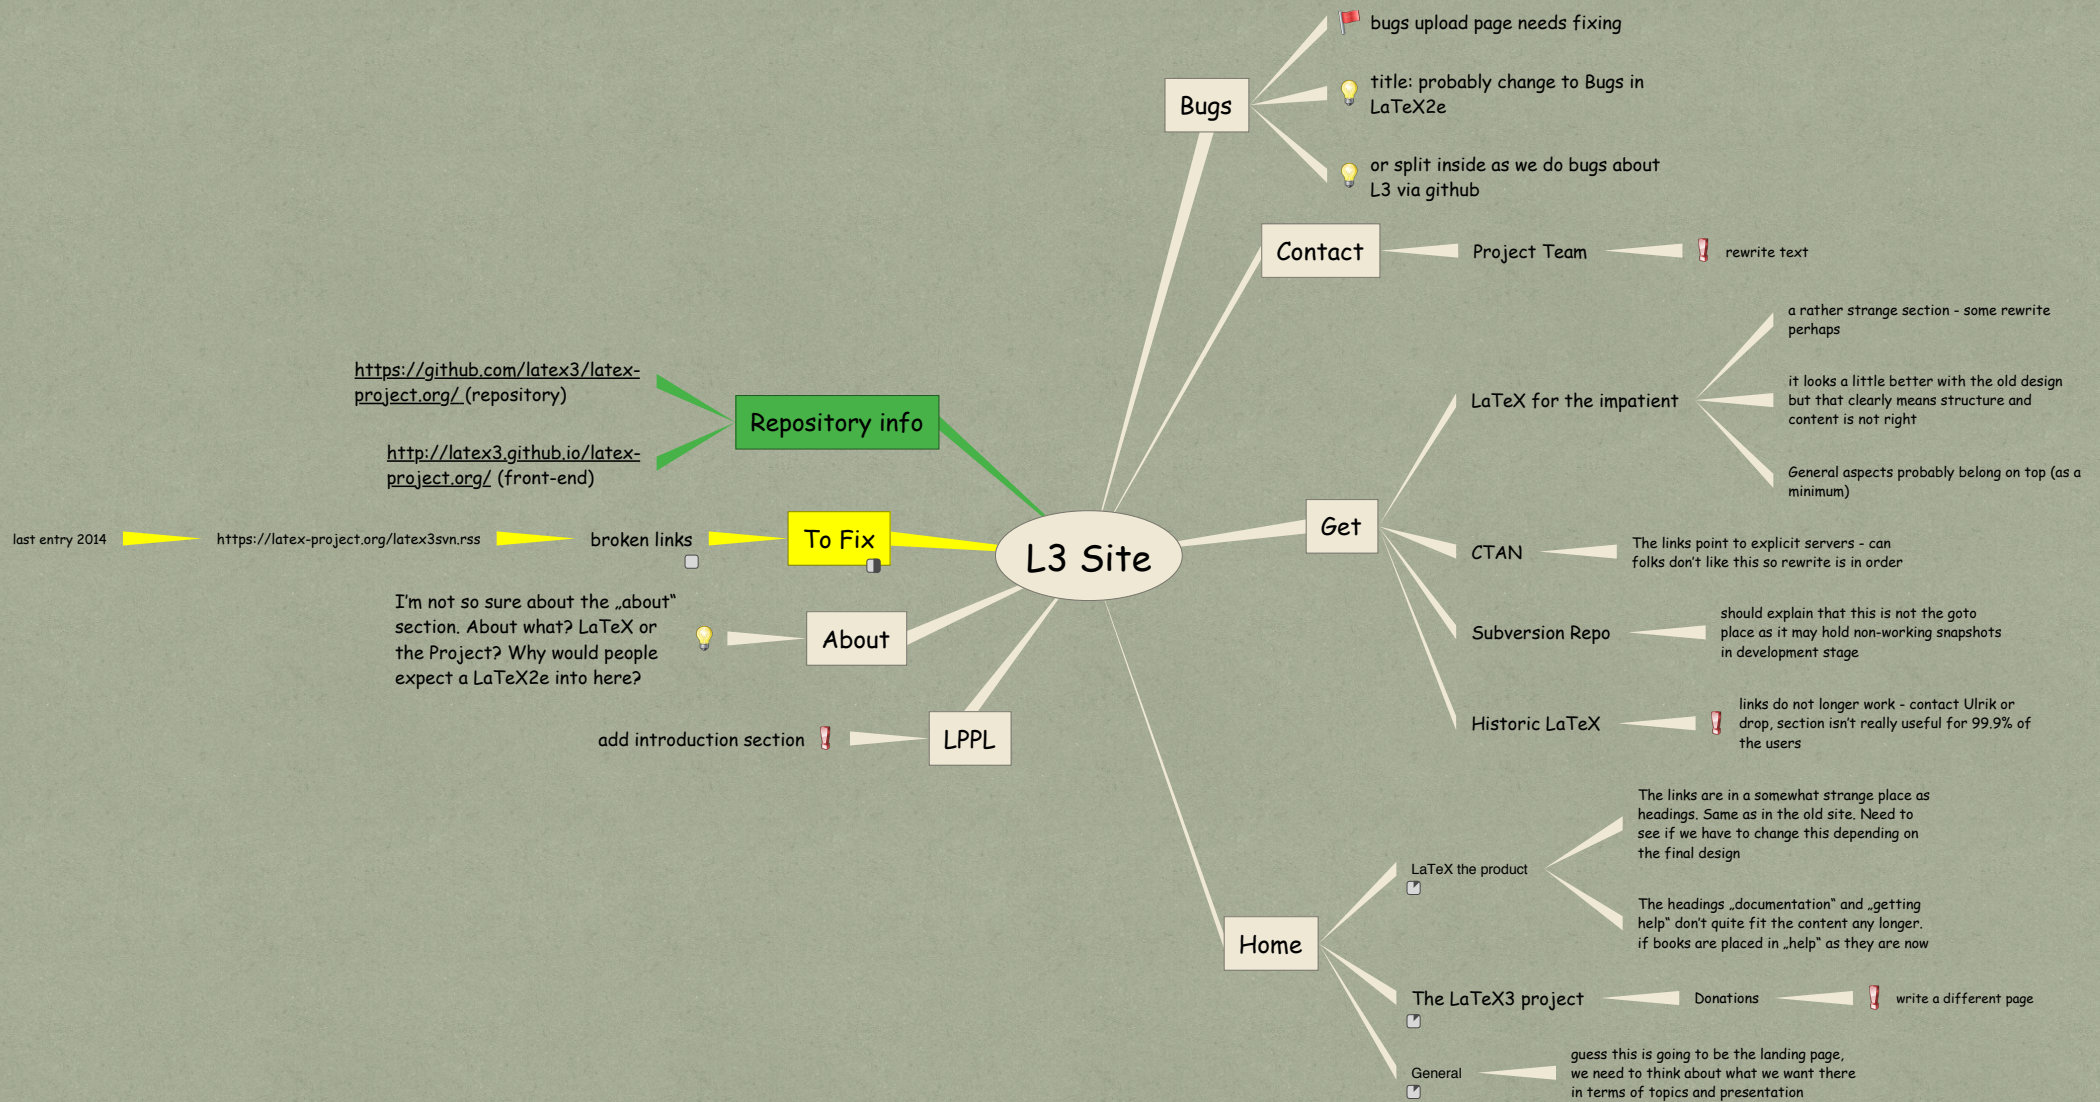 L3 Site
Bugs
bugs upload page needs fixing
title: probably change to Bugs in
LaTeX2e
or split inside as we do bugs about
L3 via github
Contact
Project Team
rewrite text
Get
LaTeX for the impatient
a rather strange section - some rewrite
perhaps
it looks a little better with the old design
but that clearly means structure and
content is not right
General aspects probably belong on top (as a
minimum)
CTAN
The links point to explicit servers - can
folks don't like this so rewrite is in order
Subversion Repo
should explain that this is not the goto
place as it may hold non-working snapshots
in development stage
Historic LaTeX
links do not longer work - contact Ulrik or
drop, section isn't really useful for 99.9% of
the users
Home
LaTeX the product
The links are in a somewhat strange place as
headings. Same as in the old site. Need to
see if we have to change this depending on
the final design
The headings „documentation“ and „getting
help“ don't quite fit the content any longer.
if books are placed in „help“ as they are now
The LaTeX3 project
Donations
write a different page
General
guess this is going to be the landing page,
we need to think about what we want there
in terms of topics and presentation
Repository info
https://github.com/latex3/latex-
project.org/ (repository)
http://latex3.github.io/latex-
project.org/ (front-end)
To Fix
broken links
https://latex-project.org/latex3svn.rss
last entry 2014
About
I'm not so sure about the „about“
section. About what? LaTeX or
the Project? Why would people
expect a LaTeX2e into here?
LPPL
add introduction section